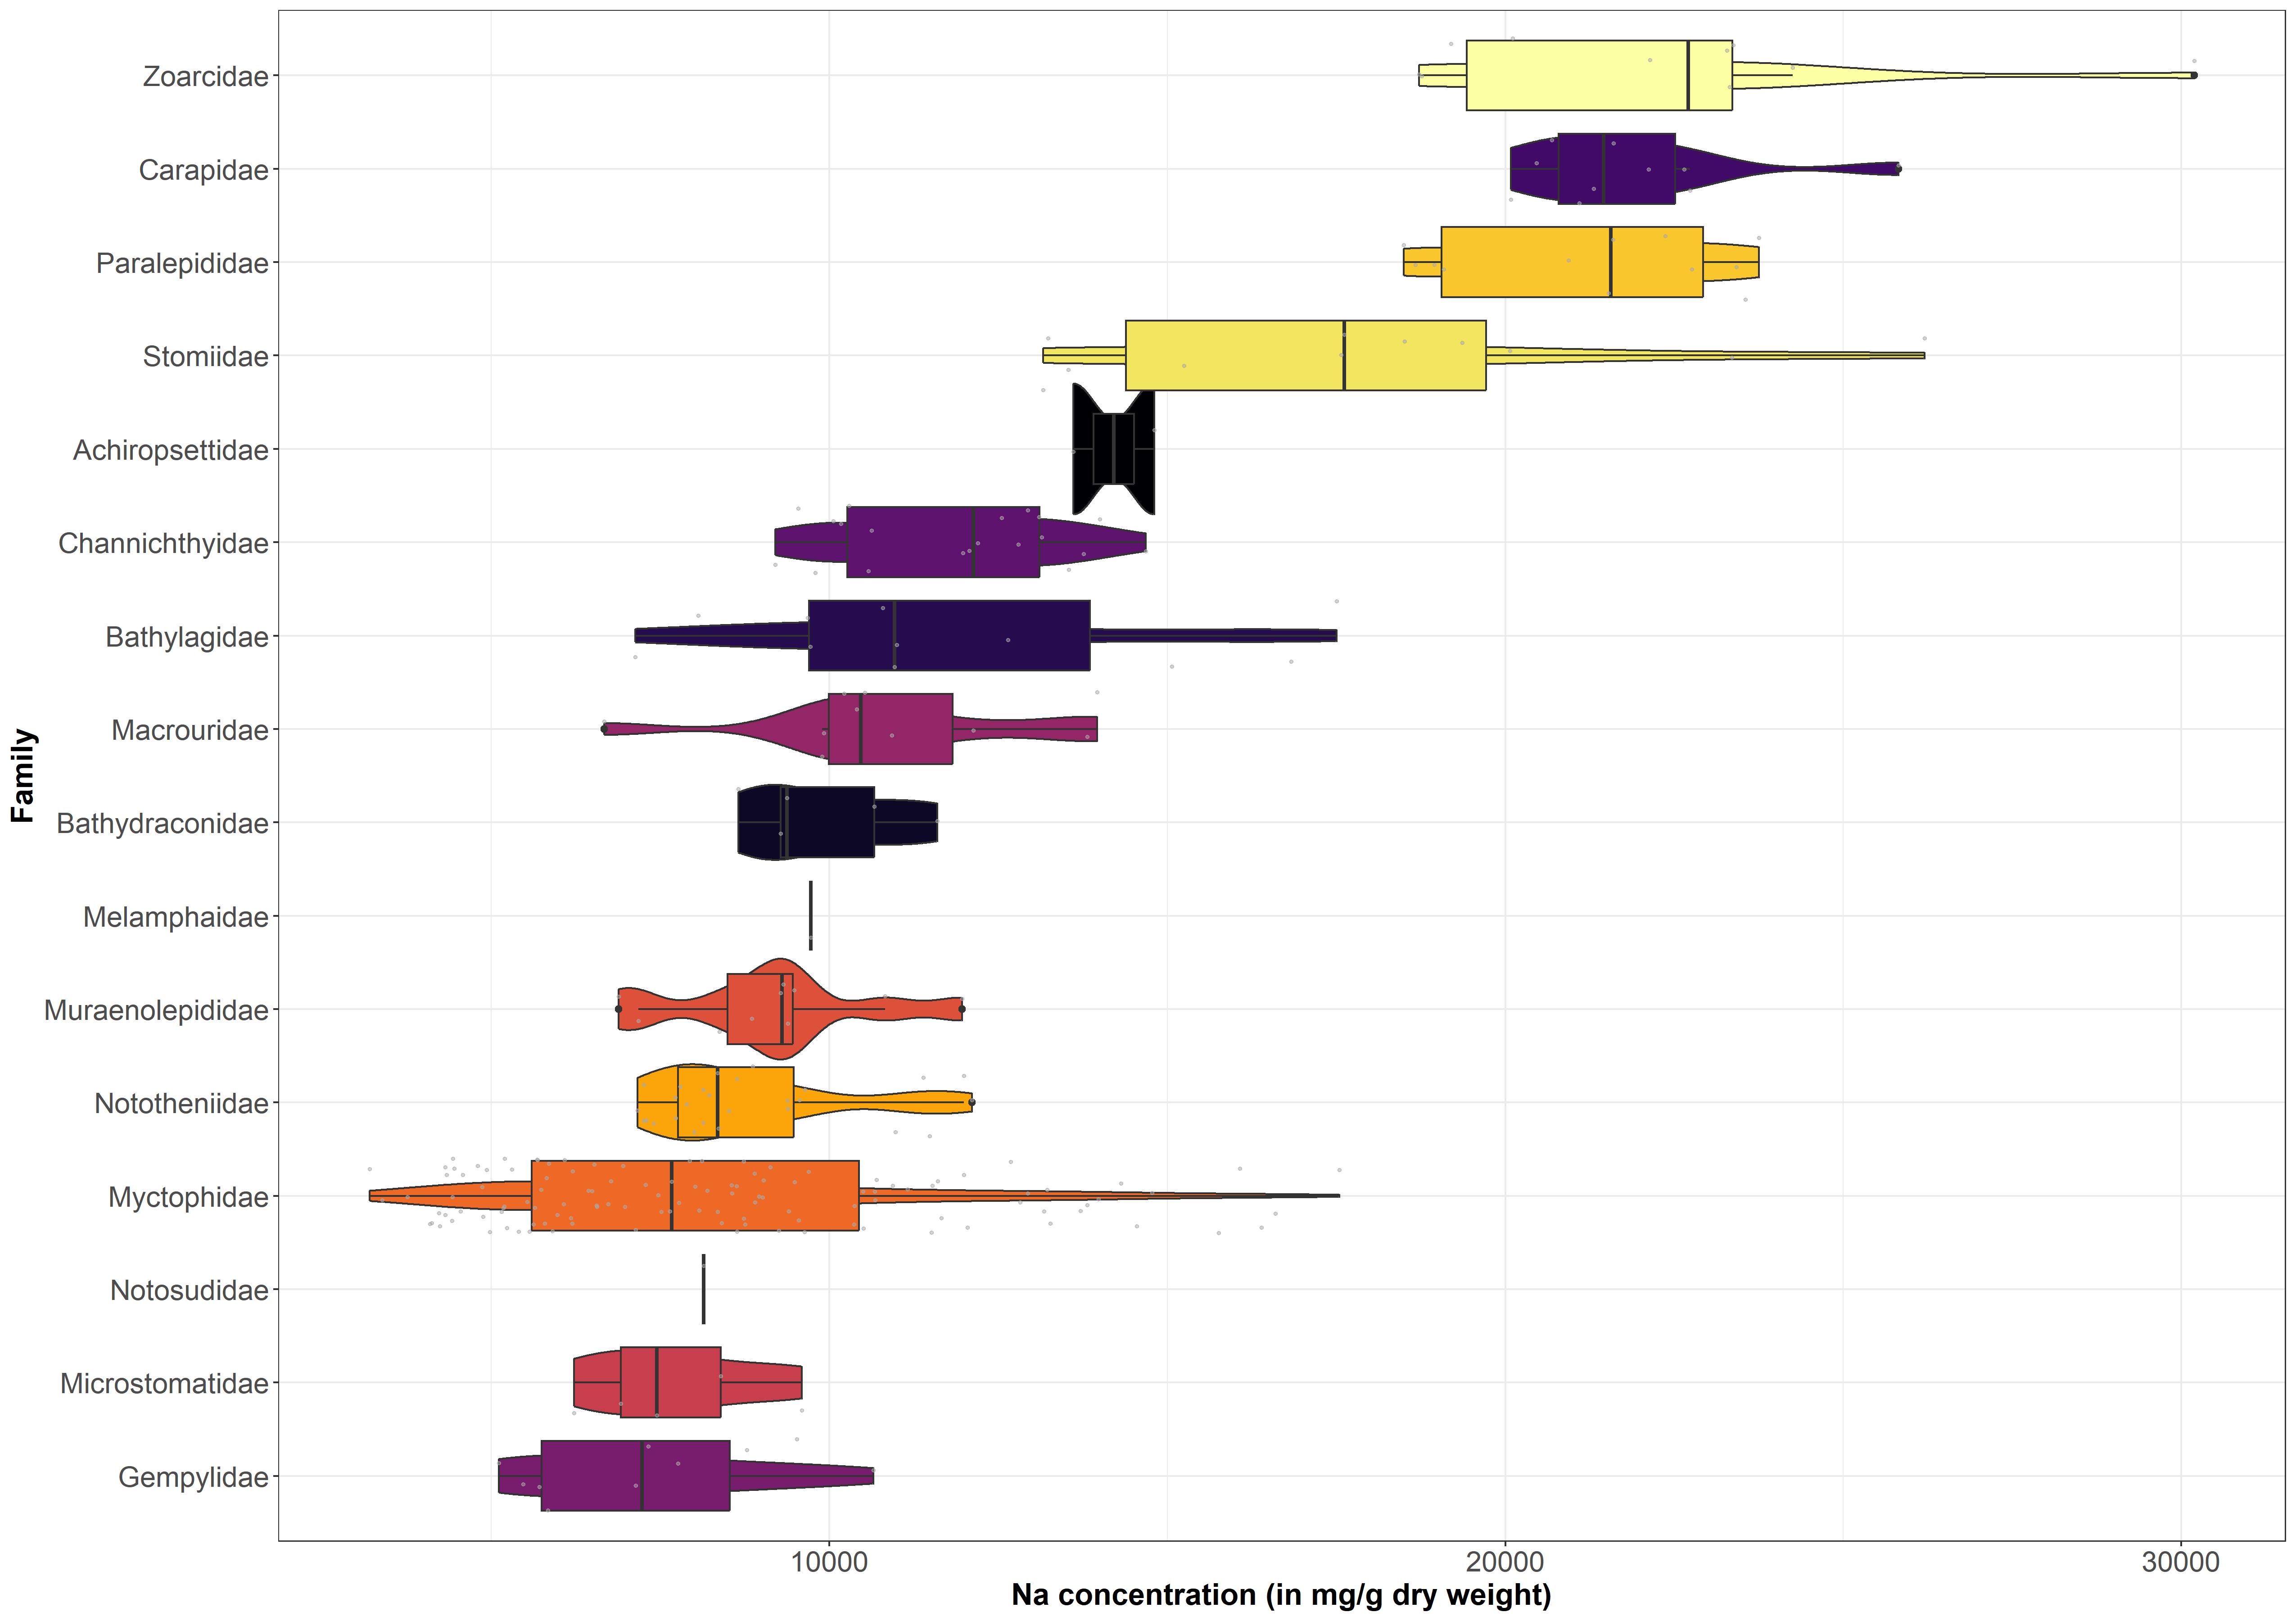 Zoarcidae
Carapidae
Paralepididae
Stomiidae
Achiropsettidae
Channichthyidae
Bathylagidae
Macrouridae
Bathydraconidae
Melamphaidae
Muraenolepididae
Nototheniidae
Myctophidae
Notosudidae
Microstomatidae
Gempylidae
Family
10000 20000 30000
Na concentration (in mg/g dry weight)